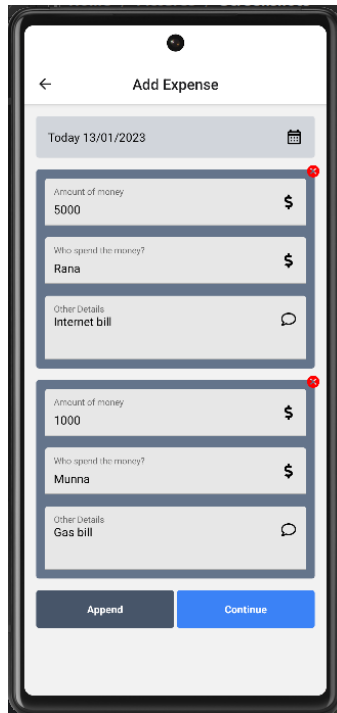 Add Expense
Today 13/01/2023
Amount of money
5000
Who spend the money?
Rana
Other Details
Internet bill
Amount of money
1000
Who spend the money?
Munna
Other Details
Gas bill
Append
Continue